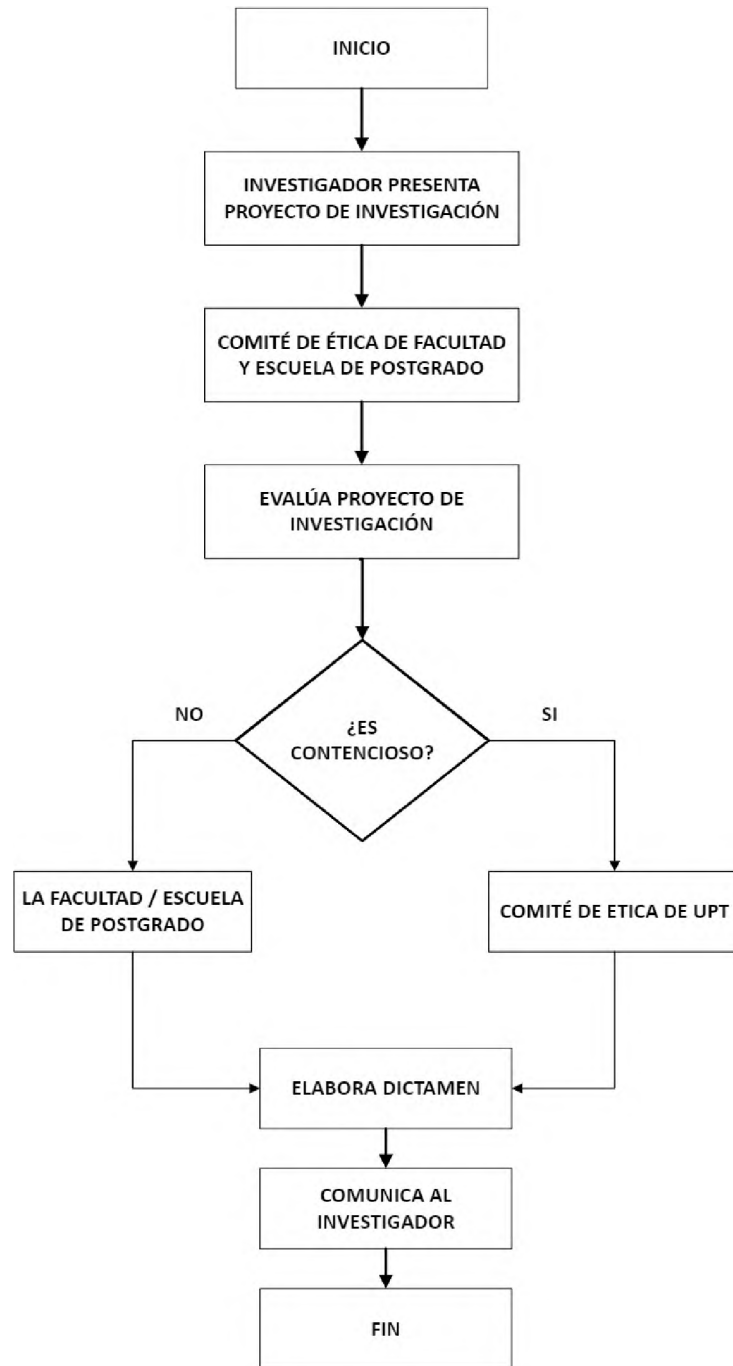 INICIO
INVESTIGADOR PRESENTA
PROYECTO DE INVESTIGACIÓN
COMITÉ DE ÉTICA DE FACULTAD
Y ESCUELA DE POSTGRADO
EVALÚA PROYECTO DE
INVESTIGACIÓN
NO
¿ES
CONTENCIOSO?
SI
LA FACULTAD / ESCUELA
DE POSTGRADO
COMITÉ DE ETICA DE UPT
ELABORA DICTAMEN
COMUNICA AL
INVESTIGADOR
FIN